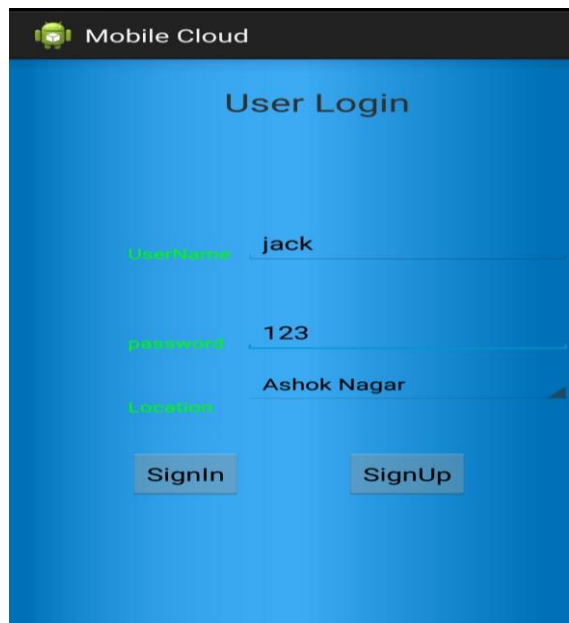 Mobile Cloud
User Login
UserName jack
password 123
Location Ashok Nagar
SignIn SignUp